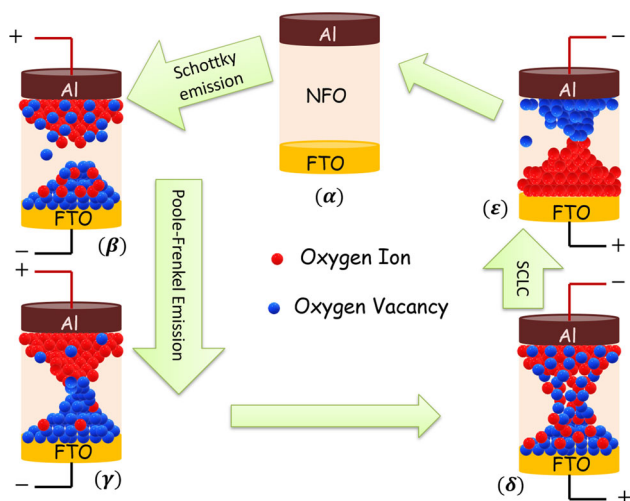 +
Al
FTO
(β)
−
Schottky
emission
Al
NFO
FTO
(α)
−
Al
FTO
(ε)
+
Poole-Frenkel Emission
Oxygen Ion
Oxygen Vacancy
SCLC
+
Al
FTO
(γ)
−
−
Al
FTO
(δ)
+